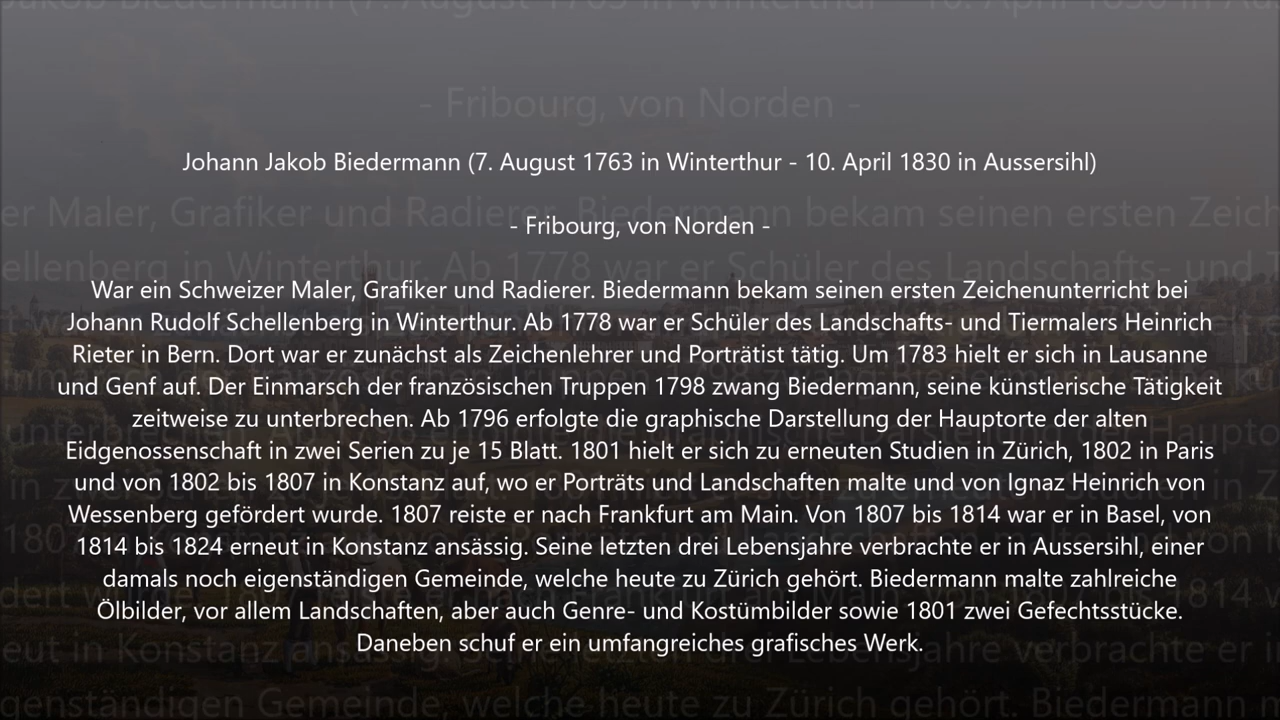 Johann Jakob Biedermann (7. August 1763 in Winterthur - 10. April 1830 in Aussersihl)
- Fribourg, von Norden -
War ein Schweizer Maler, Grafiker und Radierer. Biedermann bekam seinen ersten Zeichenunterricht bei
Johann Rudolf Schellenberg in Winterthur. Ab 1778 war er Schüler des Landschafts- und Tiermalers Heinrich
Rieter in Bern. Dort war er zunächst als Zeichenlehrer und Porträtist tätig. Um 1783 hielt er sich in Lausanne
und Genf auf. Der Einmarsch der französischen Truppen 1798 zwang Biedermann, seine künstlerische Tätigkeit
zeitweise zu unterbrechen. Ab 1796 erfolgte die graphische Darstellung der Hauptorte der alten
Eidgenossenschaft in zwei Serien zu je 15 Blatt. 1801 hielt er sich zu erneuten Studien in Zürich, 1802 in Paris
und von 1802 bis 1807 in Konstanz auf, wo er Porträts und Landschaften malte und von Ignaz Heinrich von
Wessenberg gefördert wurde. 1807 reiste er nach Frankfurt am Main. Von 1807 bis 1814 war er in Basel, von
1814 bis 1824 erneut in Konstanz ansässig. Seine letzten drei Lebensjahre verbrachte er in Aussersihl, einer
damals noch eigenständigen Gemeinde, welche heute zu Zürich gehört. Biedermann malte zahlreiche
Ölbilder, vor allem Landschaften, aber auch Genre- und Kostümbilder sowie 1801 zwei Gefechtsstücke.
Daneben schuf er ein umfangreiches grafisches Werk.